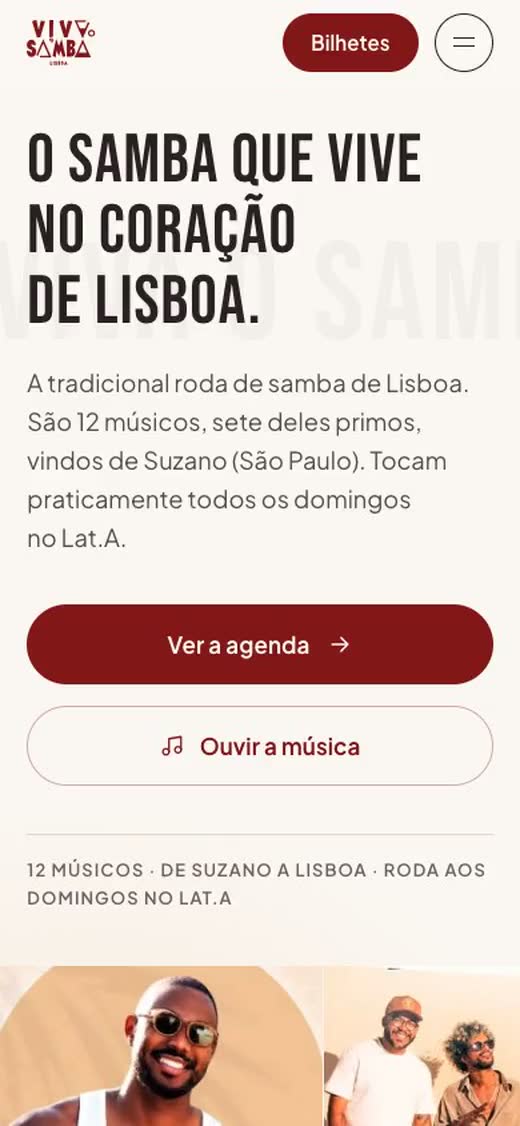 VIVA
SAMBA
LISBOA
Bilhetes
O SAMBA QUE VIVE
NO CORAÇÃO
DE LISBOA.
VIVA O SAMB
A tradicional roda de samba de Lisboa.
São 12 músicos, sete deles primos,
vindos de Suzano (São Paulo). Tocam
praticamente todos os domingos
no Lat.A.
Ver a agenda →
Ouvir a música
12 MÚSICOS · DE SUZANO A LISBOA · RODA AOS
DOMINGOS NO LAT.A